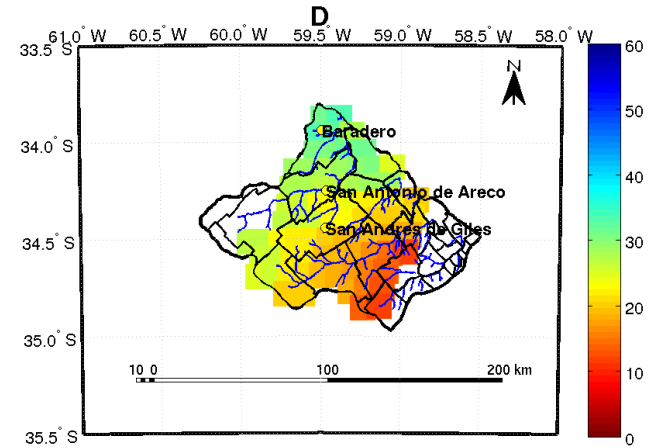 D
61.0° W 60.5° W 60.0° W 59.5° W 59.0° W 58.5° W 58.0° W
33.5° S
34.0° S
34.5° S
35.0° S
35.5° S
N
Baradero
San Antonio de Areco
San Andres de Giles
10 0 100 200 km
60
50
40
30
20
10
0